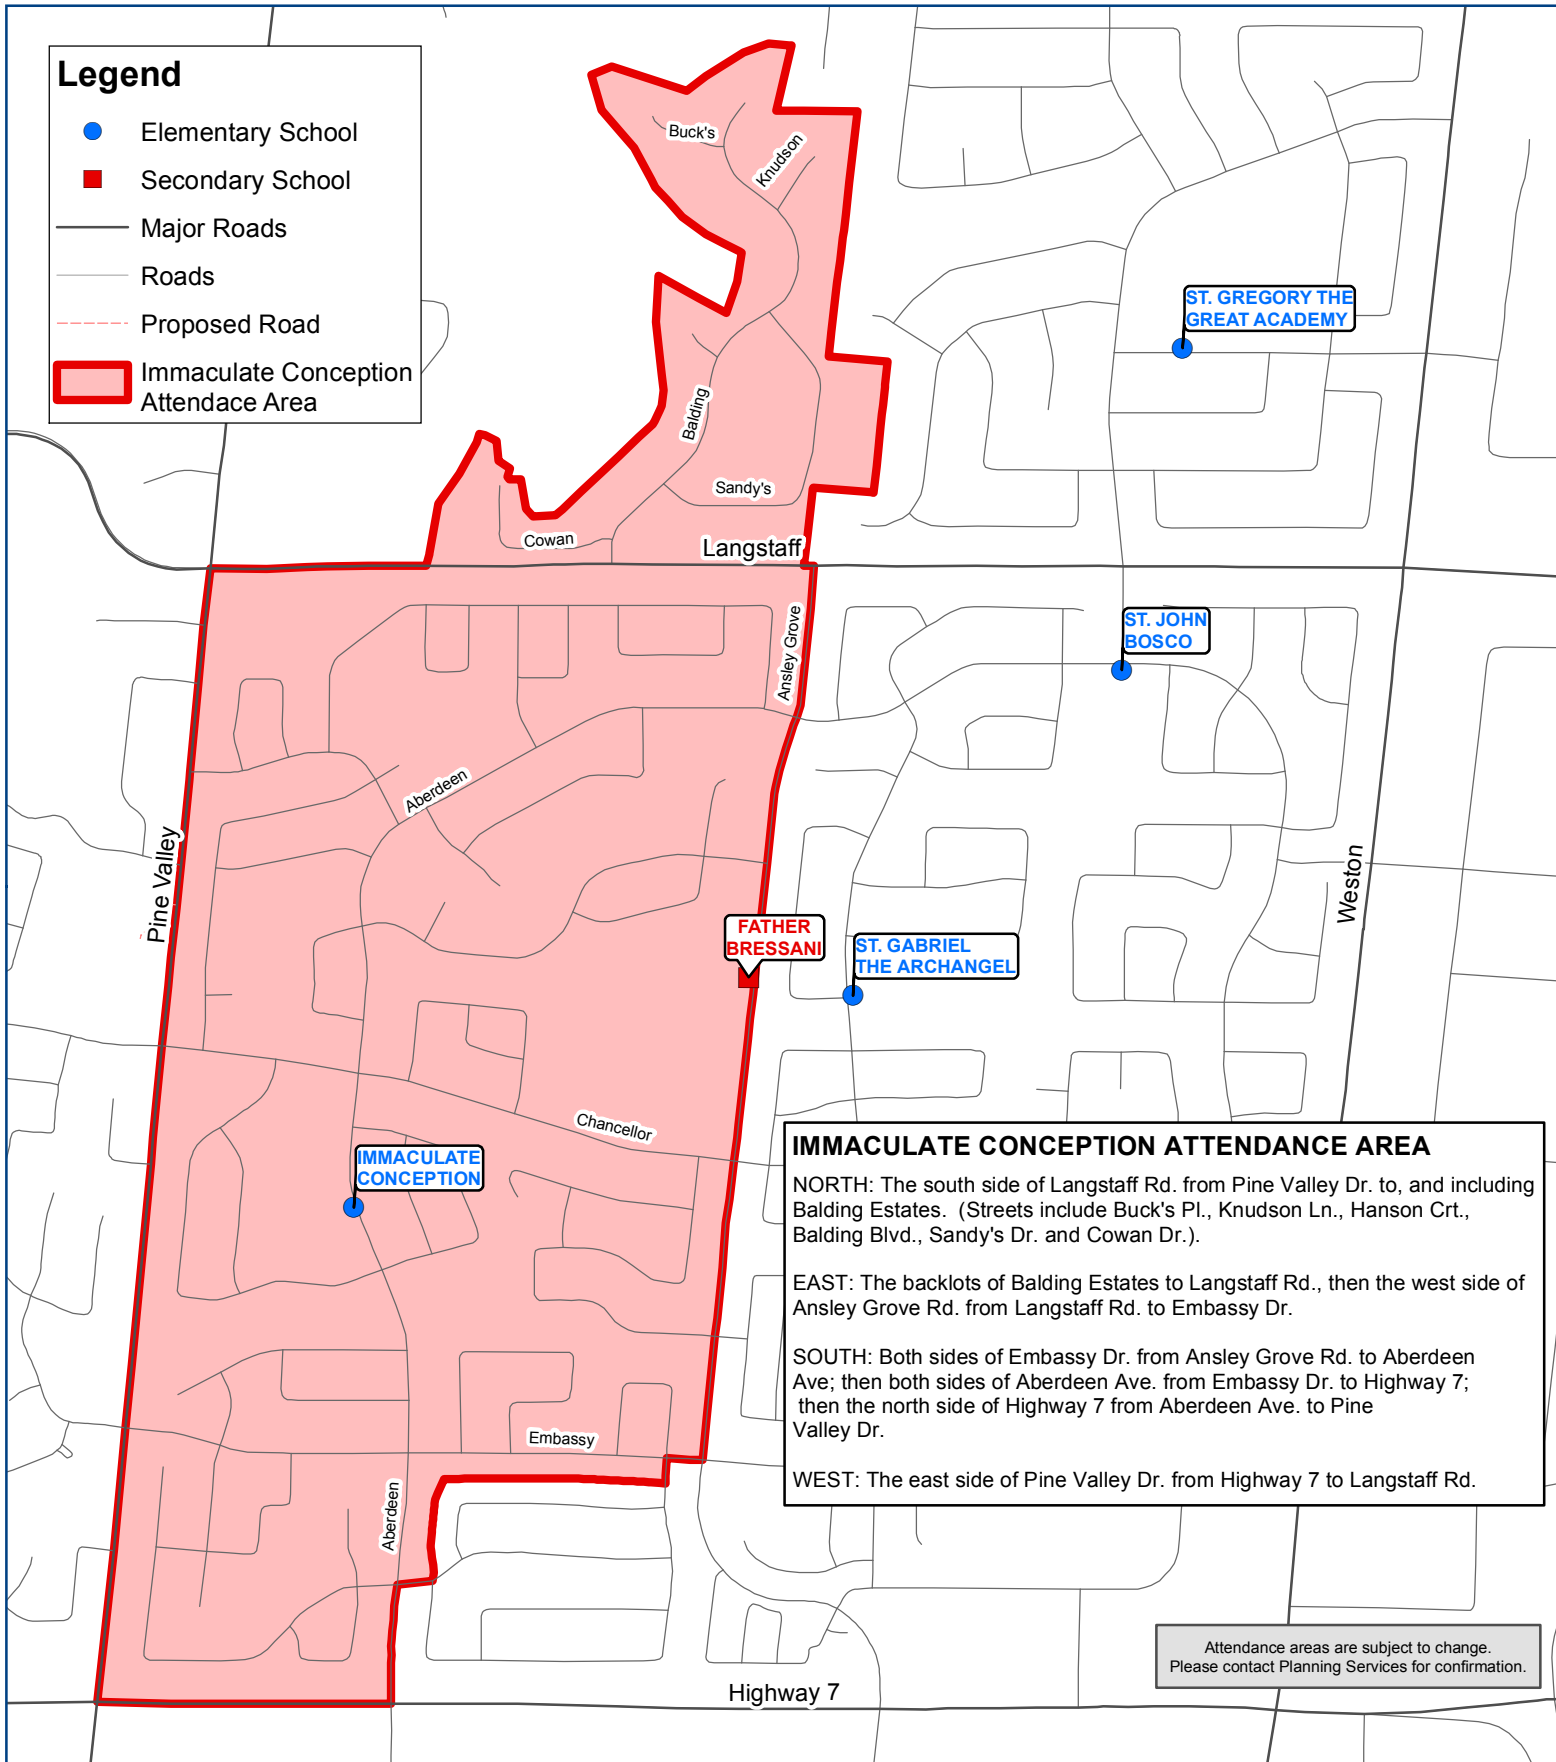 Legend
Elementary School
Secondary School
Major Roads
Roads
Proposed Road
Immaculate Conception
Attendace Area
Buck's
Knudson
ST. GREGORY THE
GREAT ACADEMY
Balding
Sandy's
Cowan
Langstaff
ST. JOHN
BOSCO
Ansley Grove
Aberdeen
Pine Valley
Weston
FATHER
BRESSANI
ST. GABRIEL
THE ARCHANGEL
Chancellor
IMMACULATE
CONCEPTION
IMMACULATE CONCEPTION ATTENDANCE AREA
NORTH: The south side of Langstaff Rd. from Pine Valley Dr. to, and including
Balding Estates. (Streets include Buck's Pl., Knudson Ln., Hanson Crt.,
Balding Blvd., Sandy's Dr. and Cowan Dr.).
EAST: The backlots of Balding Estates to Langstaff Rd., then the west side of
Ansley Grove Rd. from Langstaff Rd. to Embassy Dr.
SOUTH: Both sides of Embassy Dr. from Ansley Grove Rd. to Aberdeen
Ave; then both sides of Aberdeen Ave. from Embassy Dr. to Highway 7;
then the north side of Highway 7 from Aberdeen Ave. to Pine
Valley Dr.
WEST: The east side of Pine Valley Dr. from Highway 7 to Langstaff Rd.
Embassy
Aberdeen
Attendance areas are subject to change.
Please contact Planning Services for confirmation.
Highway 7